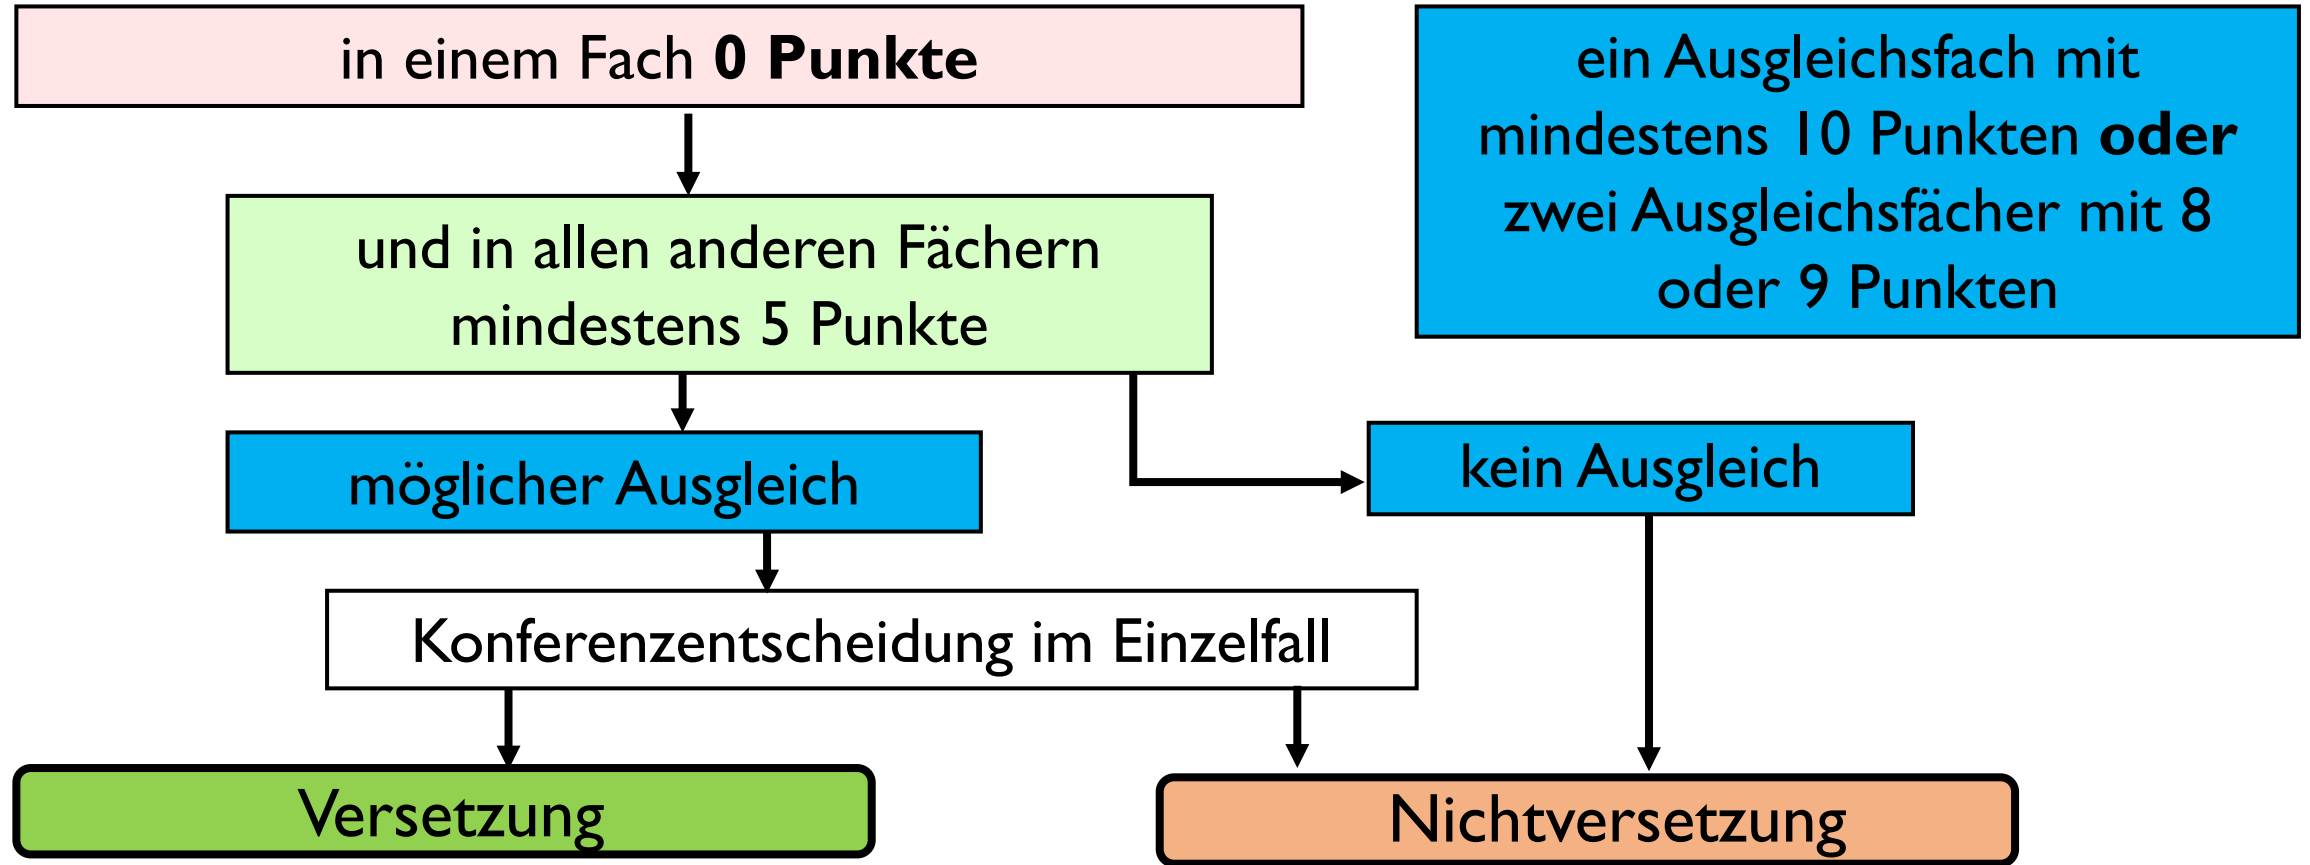 in einem Fach 0 Punkte
ein Ausgleichsfach mit
mindestens 10 Punkten oder
zwei Ausgleichsfächer mit 8
oder 9 Punkten
und in allen anderen Fächern
mindestens 5 Punkte
möglicher Ausgleich
kein Ausgleich
Konferenzentscheidung im Einzelfall
Versetzung
Nichtversetzung